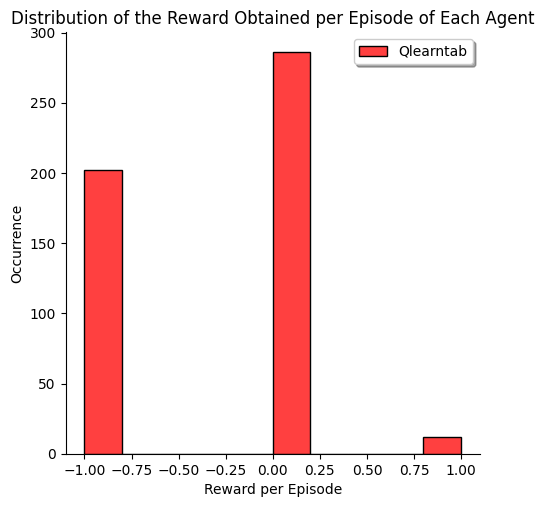 Distribution of the Reward Obtained per Episode of Each Agent
Qlearntab
300
250
200
150
100
50
0
Occurrence
−1.00 −0.75 −0.50 −0.25 0.00 0.25 0.50 0.75 1.00
Reward per Episode